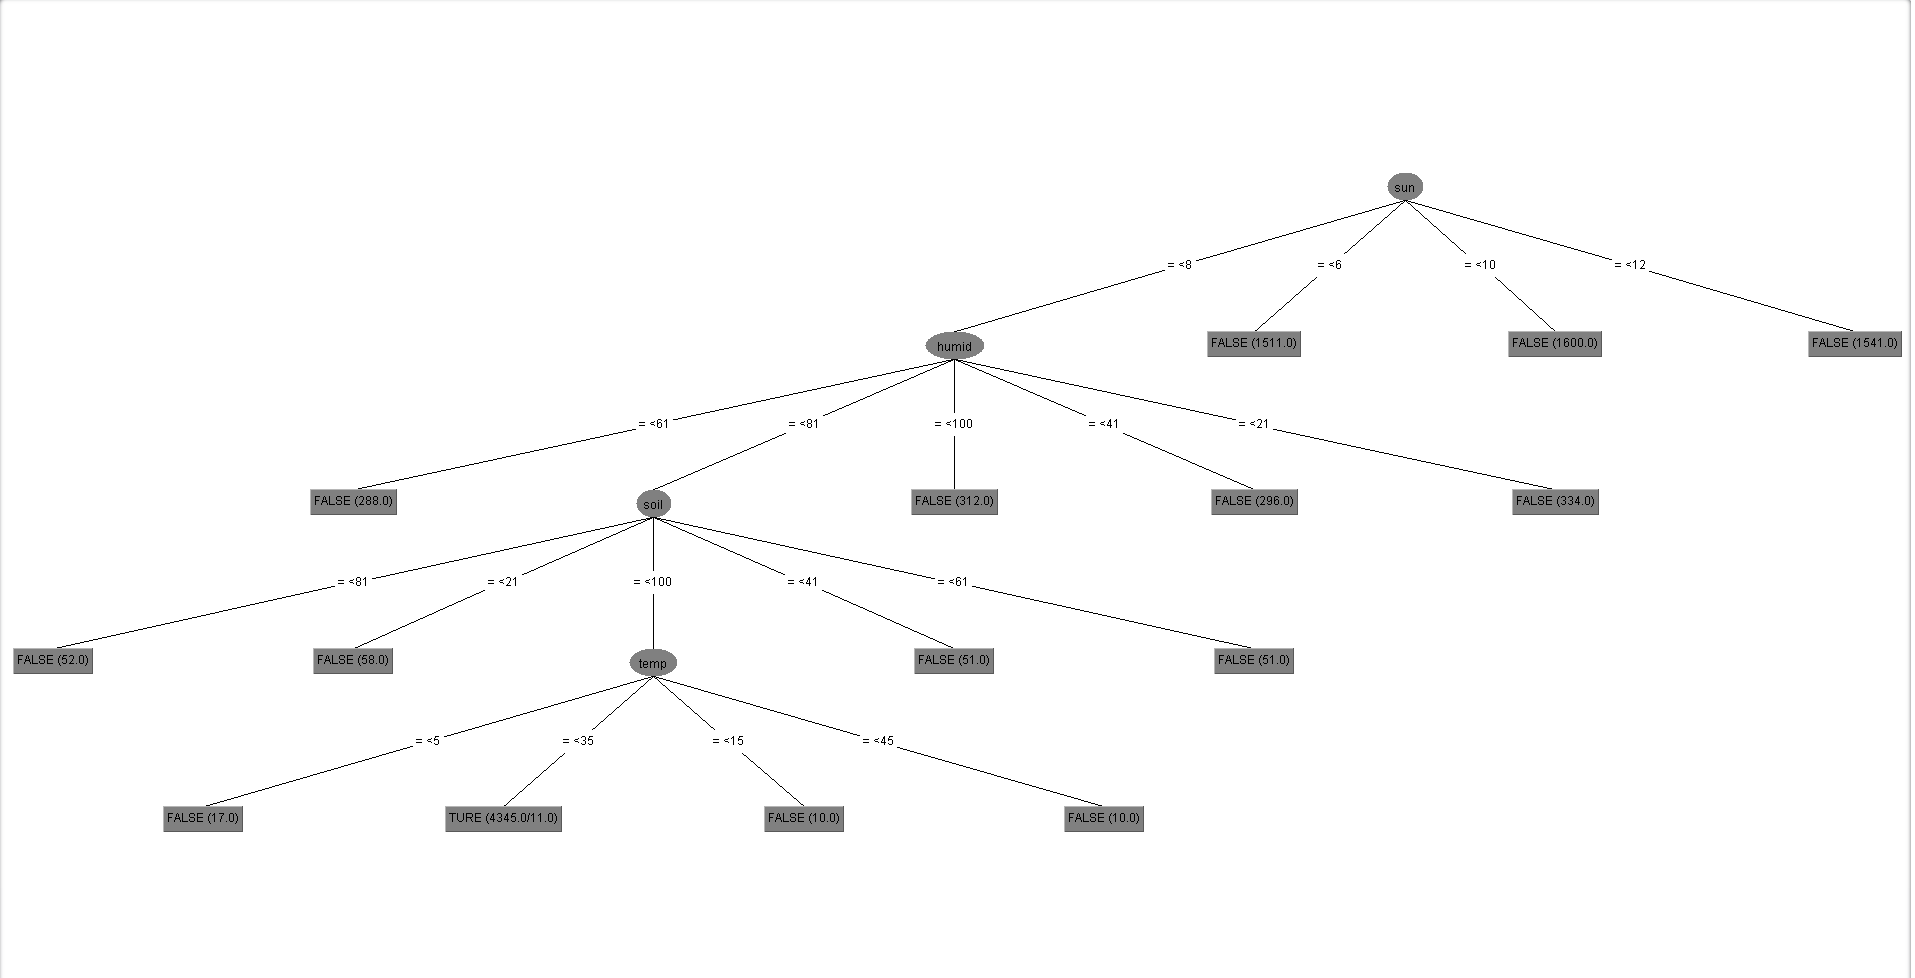 sun
= <8
= <6
= <10
= <12
humid
FALSE (1511.0)
FALSE (1600.0)
FALSE (1541.0)
= <61
= <81
= <100
= <41
= <21
FALSE (288.0)
soil
FALSE (312.0)
FALSE (296.0)
FALSE (334.0)
= <81
= <21
= <100
= <41
= <61
FALSE (52.0)
FALSE (58.0)
temp
FALSE (51.0)
FALSE (51.0)
= <5
= <35
= <15
= <45
FALSE (17.0)
TURE (4345.0/11.0)
FALSE (10.0)
FALSE (10.0)